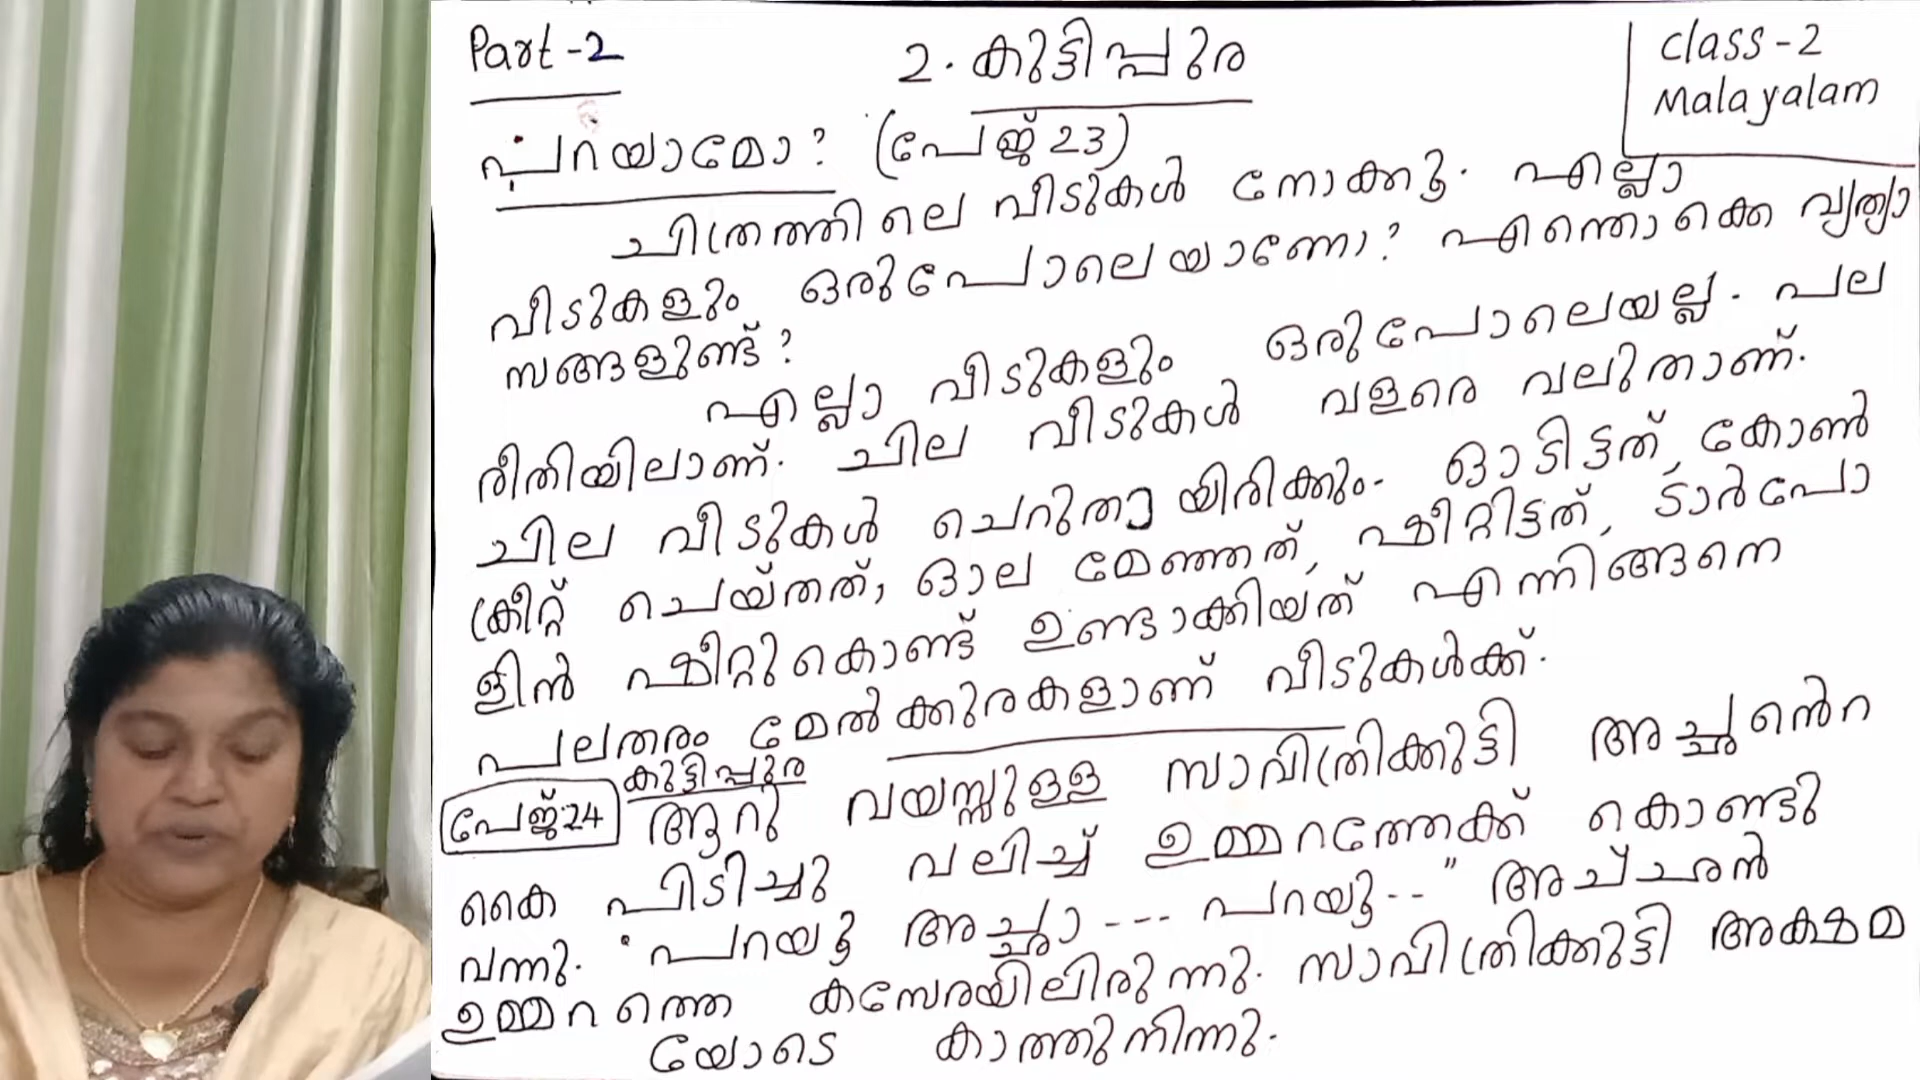 Part-2
2. കുട്ടിപ്പുര
class-2
Malayalam
പറയാമോ? (പേജ് 23)
ചിത്രത്തിലെ വീടുകൾ നോക്കൂ. എല്ലാ
വീടുകളും ഒരുപോലെയാണോ? എന്തൊക്കെ വ്യത്യാ
സങ്ങളുണ്ട്?
എല്ലാ വീടുകളും ഒരുപോലെയല്ല. പല
രീതിയിലാണ്. ചില വീടുകൾ വളരെ വലുതാണ്.
ചില വീടുകൾ ചെറുതായിരിക്കും. ഓടിട്ടത്, കോൺ
ക്രീറ്റ് ചെയ്തത്, ഓല മേഞ്ഞത്, ഷീറ്റിട്ടത്, ടാർപോ
ളിൻ ഷീറ്റുകൊണ്ട് ഉണ്ടാക്കിയത് എന്നിങ്ങനെ
പലതരം മേൽക്കുരകളാണ് വീടുകൾക്ക്.
കുട്ടിപ്പുര
പേജ്:24 ആറു വയസ്സുള്ള സാവിത്രിക്കുട്ടി അച്ഛൻെറ
കൈ പിടിച്ചു വലിച്ച് ഉമ്മറത്തേക്ക് കൊണ്ടു
വന്നു. "പറയൂ അച്ഛാ --- പറയൂ.--" അച്ഛൻ
ഉമ്മറത്തെ കസേരയിലിരുന്നു. സാവിത്രിക്കുട്ടി അക്ഷമ
യോടെ കാത്തുനിന്നു.